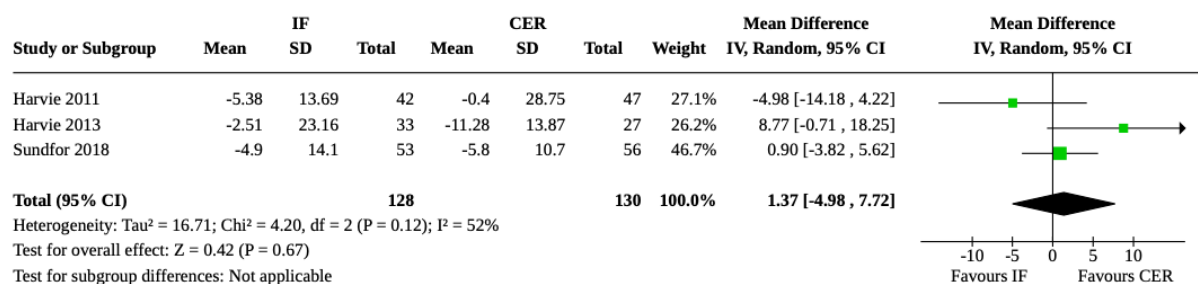 IF CER Mean Difference Mean Difference
Study or Subgroup Mean SD Total Mean SD Total Weight IV, Random, 95% CI IV, Random, 95% CI
Harvie 2011 -5.38 13.69 42 -0.4 28.75 47 27.1% -4.98 [-14.18 , 4.22]
Harvie 2013 -2.51 23.16 33 -11.28 13.87 27 26.2% 8.77 [-0.71 , 18.25]
Sundfor 2018 -4.9 14.1 53 -5.8 10.7 56 46.7% 0.90 [-3.82 , 5.62]
Total (95% CI) 128 130 100.0% 1.37 [-4.98 , 7.72]
Heterogeneity: Tau² = 16.71; Chi² = 4.20, df = 2 (P = 0.12); I² = 52%
Test for overall effect: Z = 0.42 (P = 0.67)
-10 -5 0 5 10
Test for subgroup differences: Not applicable
Favours IF Favours CER